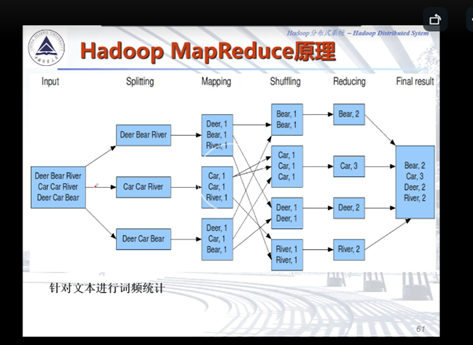 Hadoop分布式系统 – Hadoop Distributed Sytem
Hadoop MapReduce原理
Input
Splitting
Mapping
Shuffling
Reducing
Final result
Deer Bear River
Car Car River
Deer Car Bear
Deer Bear River
Car Car River
Deer Car Bear
Deer, 1
Bear, 1
River, 1
Car, 1
Car, 1
River, 1
Deer, 1
Car, 1
Bear, 1
Bear, 1
Bear, 1
Car, 1
Car, 1
Car, 1
Deer, 1
Deer, 1
River, 1
River, 1
Bear, 2
Car, 3
Deer, 2
River, 2
Bear, 2
Car, 3
Deer, 2
River, 2
针对文本进行词频统计
61